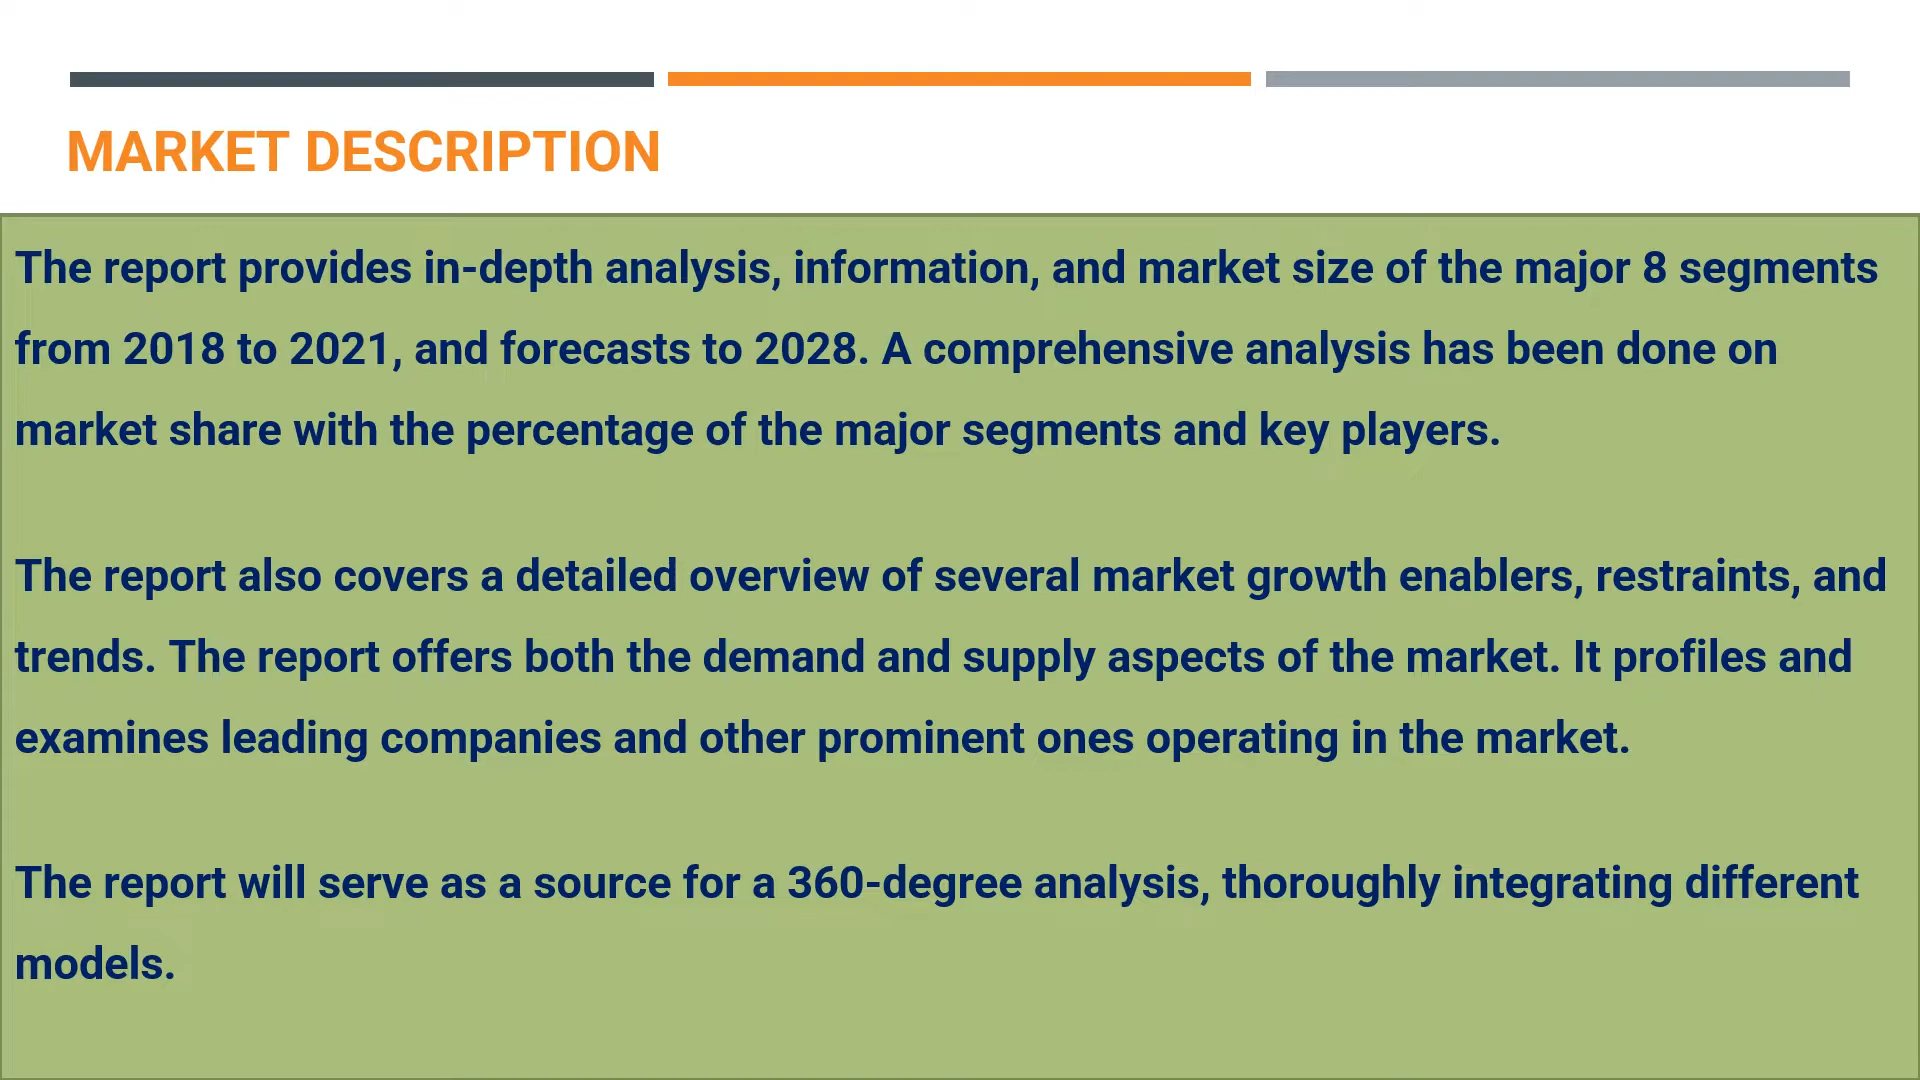 MARKET DESCRIPTION
The report provides in-depth analysis, information, and market size of the major 8 segments
from 2018 to 2021, and forecasts to 2028. A comprehensive analysis has been done on
market share with the percentage of the major segments and key players.
The report also covers a detailed overview of several market growth enablers, restraints, and
trends. The report offers both the demand and supply aspects of the market. It profiles and
examines leading companies and other prominent ones operating in the market.
The report will serve as a source for a 360-degree analysis, thoroughly integrating different
models.